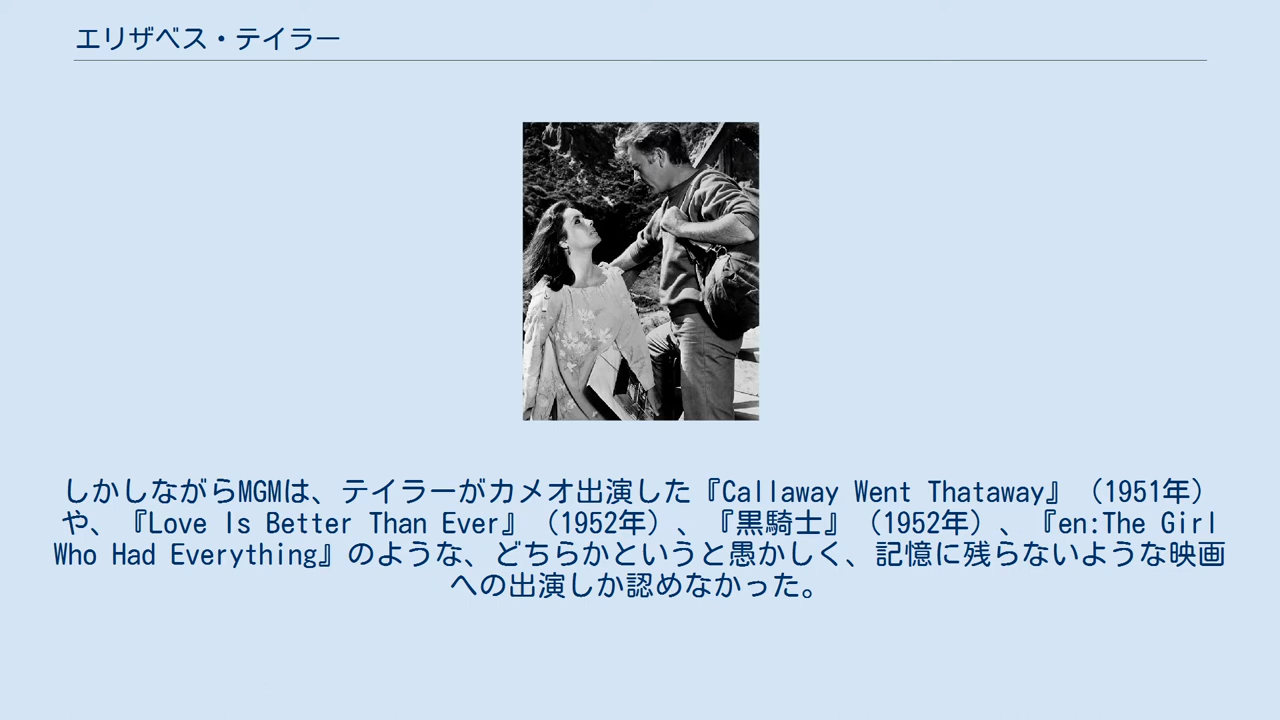 エリザベス・テイラー
しかしながらMGMは、テイラーがカメオ出演した『Callaway Went Thataway』（1951年）
や、『Love Is Better Than Ever』（1952年）、『黒騎士』（1952年）、『en:The Girl
Who Had Everything』のような、どちらかというと愚かしく、記憶に残らないような映画
への出演しか認めなかった。